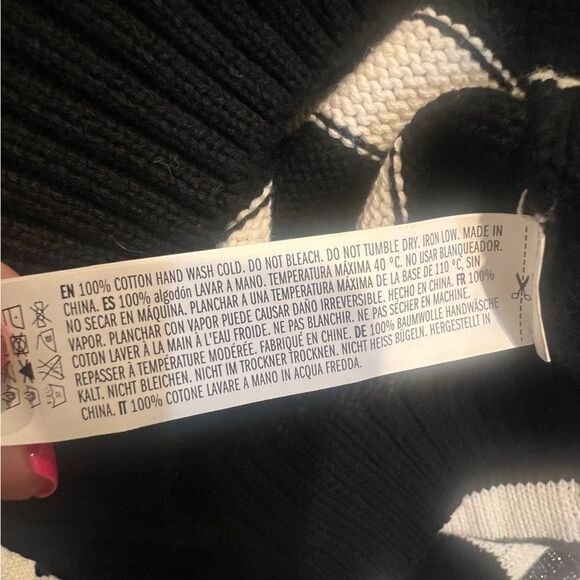 EN 100% COTTON HAND WASH COLD. DO NOT BLEACH. DO NOT TUMBLE DRY. IRON LOW. MADE IN
CHINA. ES 100% algodón LAVAR A MANO. TEMPERATURA MÁXIMA 40 °C. NO USAR BLANQUEADOR.
NO SECAR EN MÁQUINA. PLANCHAR A UNA TEMPERATURA MÁXIMA DE LA BASE DE 110 °C, SIN
VAPOR. PLANCHAR CON VAPOR PUEDE CAUSAR DAÑO IRREVERSIBLE. HECHO EN CHINA. FR 100%
COTON LAVER À LA MAIN À L'EAU FROIDE. NE PAS BLANCHIR. NE PAS SÉCHER EN MACHINE.
REPASSER À TEMPÉRATURE MODÉRÉE. FABRIQUÉ EN CHINE. DE 100% BAUMWOLLE HANDWÄSCHE
KALT. NICHT BLEICHEN. NICHT IM TROCKNER TROCKNEN. NICHT HEISS BÜGELN. HERGESTELLT IN
CHINA. IT 100% COTONE LAVARE A MANO IN ACQUA FREDDA.